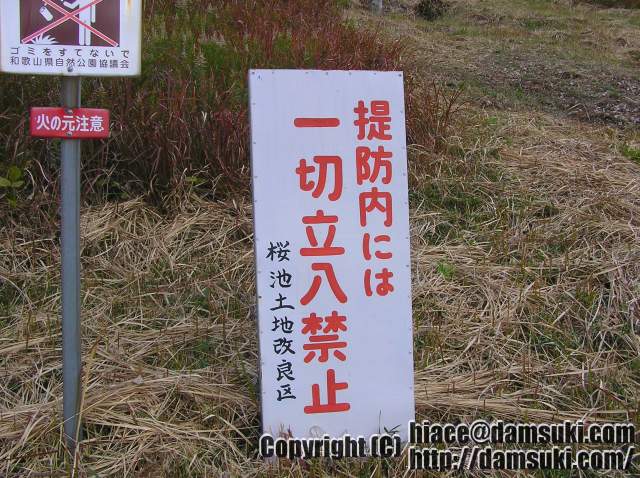 ゴミをすてないで
和歌山県自然公園協議会
火の元注意
提防内には
一切立入禁止
桜池土地改良区
Copyright (C) hiace@damsuki.com
http://damsuki.com/